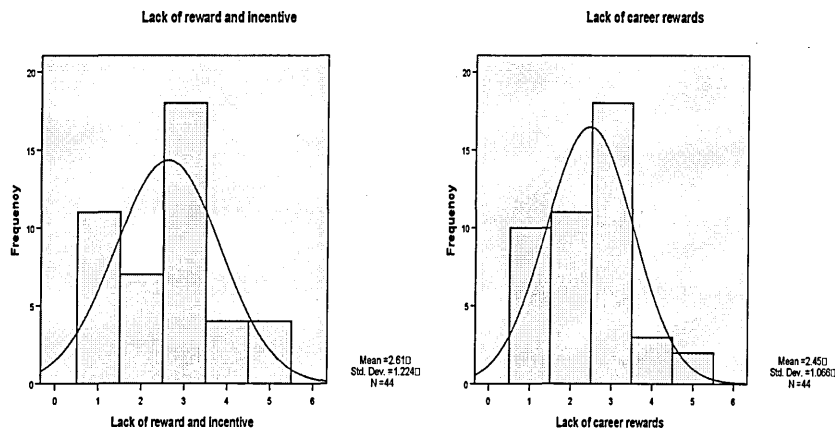 Lack of reward and incentive
20
15
10
5
0
Frequency
0 1 2 3 4 5 6
Lack of reward and incentive
Mean =2.61□
Std. Dev. =1.224□
N =44
Lack of career rewards
20
15
10
5
0
Frequency
0 1 2 3 4 5 6
Lack of career rewards
Mean =2.45□
Std. Dev. =1.066□
N =44